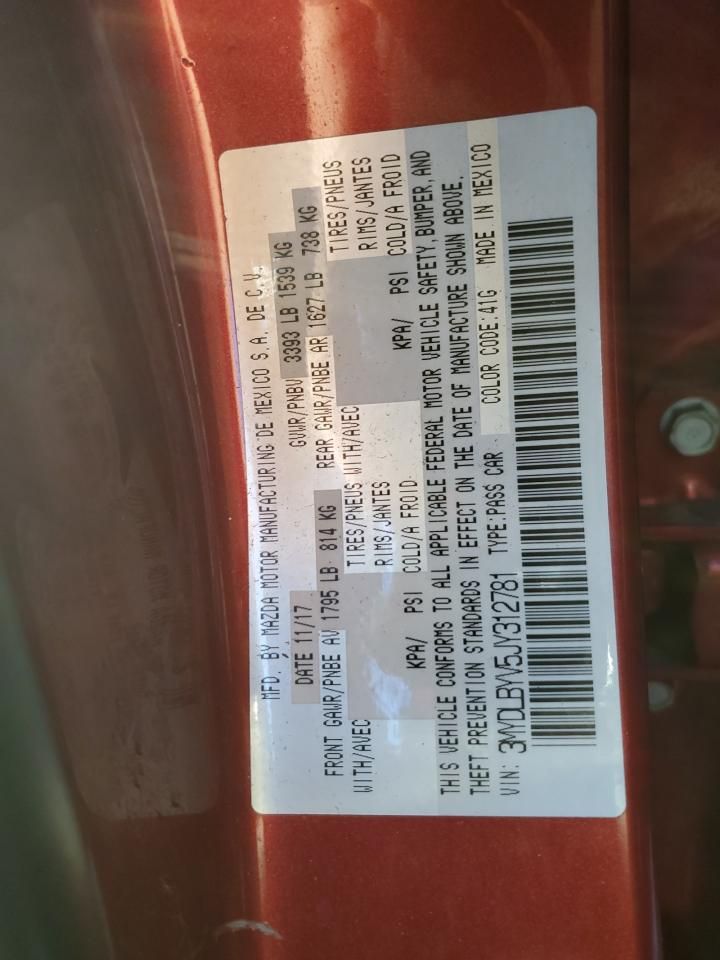 MFD. BY MAZDA MOTOR MANUFACTURING DE MEXICO S.A. DE C.V.
DATE 11/17 GVWR/PNBV 3393 LB 1539 KG
FRONT GAWR/PNBE AV 1795 LB 814 KG REAR GAWR/PNBE AR 1627 LB 738 KG
WITH/AVEC TIRES/PNEUS WITH/AVEC TIRES/PNEUS
RIMS/JANTES RIMS/JANTES
KPA/ PSI COLD/A FROID KPA/ PSI COLD/A FROID
THIS VEHICLE CONFORMS TO ALL APPLICABLE FEDERAL MOTOR VEHICLE SAFETY, BUMPER, AND
THEFT PREVENTION STANDARDS IN EFFECT ON THE DATE OF MANUFACTURE SHOWN ABOVE.
VIN: 3MYDLBYV5JY312781 TYPE:PASS CAR COLOR CODE:41G MADE IN MEXICO